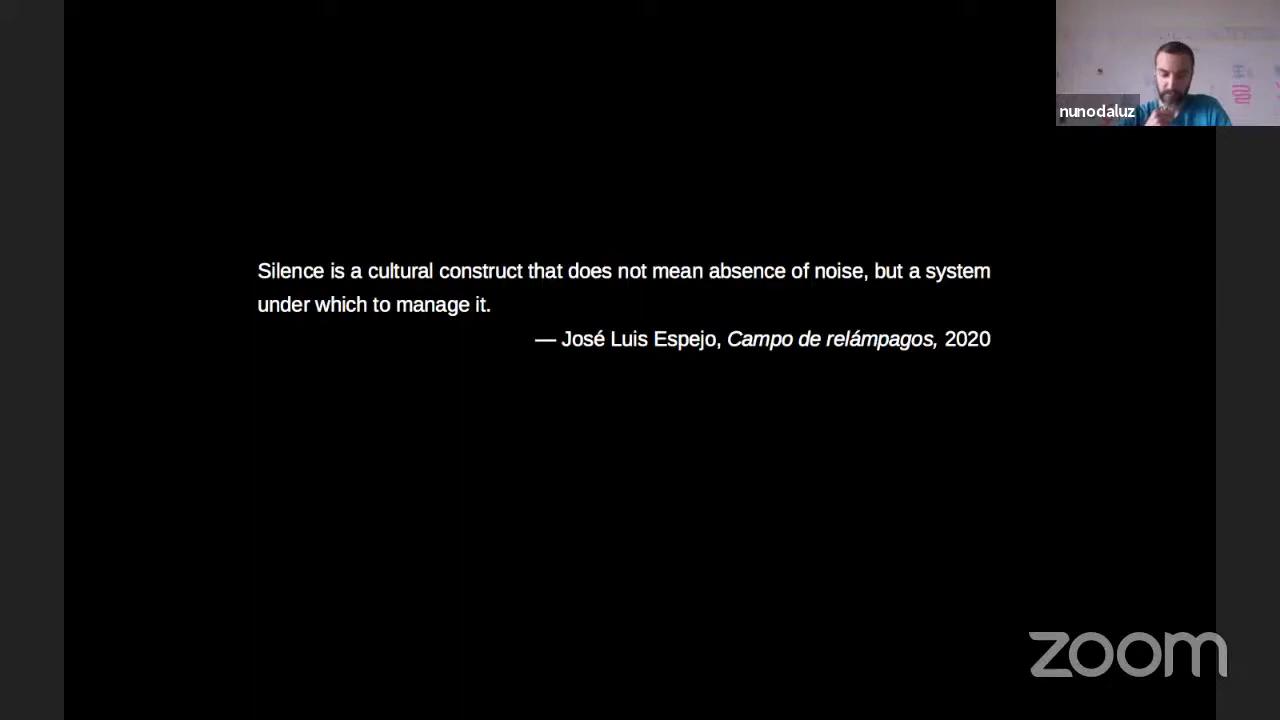 nunodaluz
Silence is a cultural construct that does not mean absence of noise, but a system
under which to manage it.
— José Luis Espejo, Campo de relámpagos, 2020
zoom